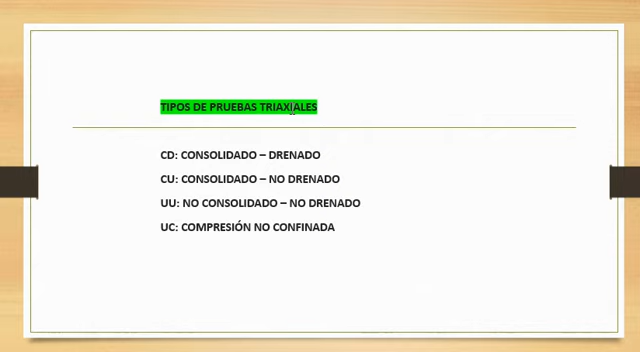 TIPOS DE PRUEBAS TRIAXIALES
CD: CONSOLIDADO – DRENADO
CU: CONSOLIDADO – NO DRENADO
UU: NO CONSOLIDADO – NO DRENADO
UC: COMPRESIÓN NO CONFINADA